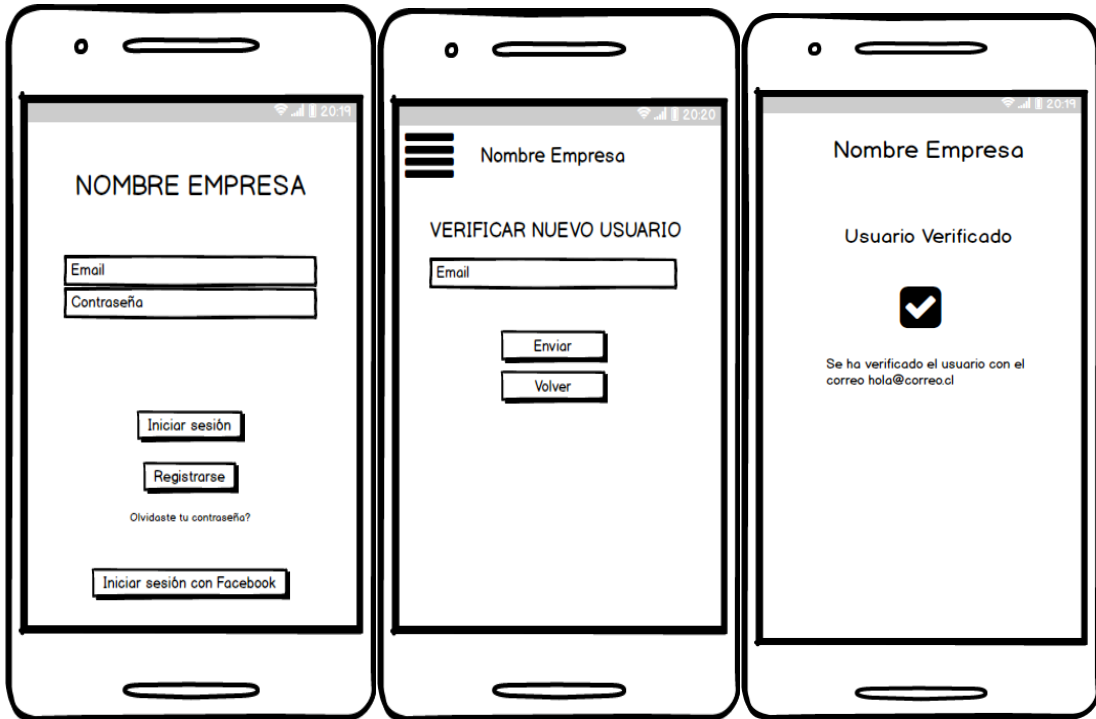 20:19
NOMBRE EMPRESA
Email
Contraseña
Iniciar sesión
Registrarse
Olvidaste tu contraseña?
Iniciar sesión con Facebook
20:20
Nombre Empresa
VERIFICAR NUEVO USUARIO
Email
Enviar
Volver
20:19
Nombre Empresa
Usuario Verificado
Se ha verificado el usuario con el
correo hola@correo.cl